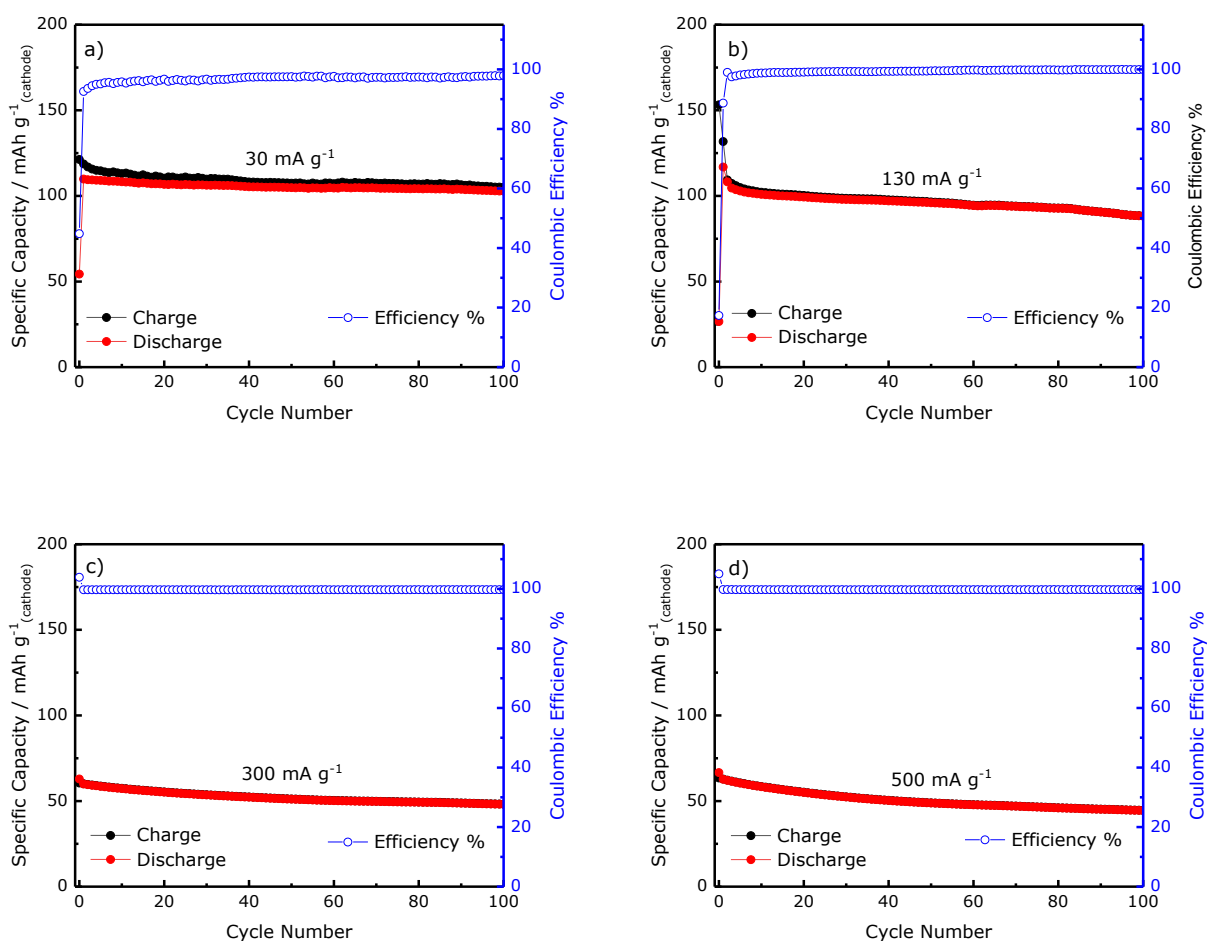 a)
200
150
100
50
0
Specific Capacity / mAh g⁻¹(cathode)
30 mA g⁻¹
Charge
Discharge
Efficiency %
100
80
60
40
20
0
Coulombic Efficiency %
0 20 40 60 80 100
Cycle Number
b)
200
150
100
50
0
Specific Capacity / mAh g⁻¹(cathode)
130 mA g⁻¹
Charge
Discharge
Efficiency %
100
80
60
40
20
0
Coulombic Efficiency %
0 20 40 60 80 100
Cycle Number
c)
200
150
100
50
0
Specific Capacity / mAh g⁻¹(cathode)
300 mA g⁻¹
Charge
Discharge
Efficiency %
100
80
60
40
20
0
Coulombic Efficiency %
0 20 40 60 80 100
Cycle Number
d)
200
150
100
50
0
Specific Capacity / mAh g⁻¹(cathode)
500 mA g⁻¹
Charge
Discharge
Efficiency %
100
80
60
40
20
0
Coulombic Efficiency %
0 20 40 60 80 100
Cycle Number